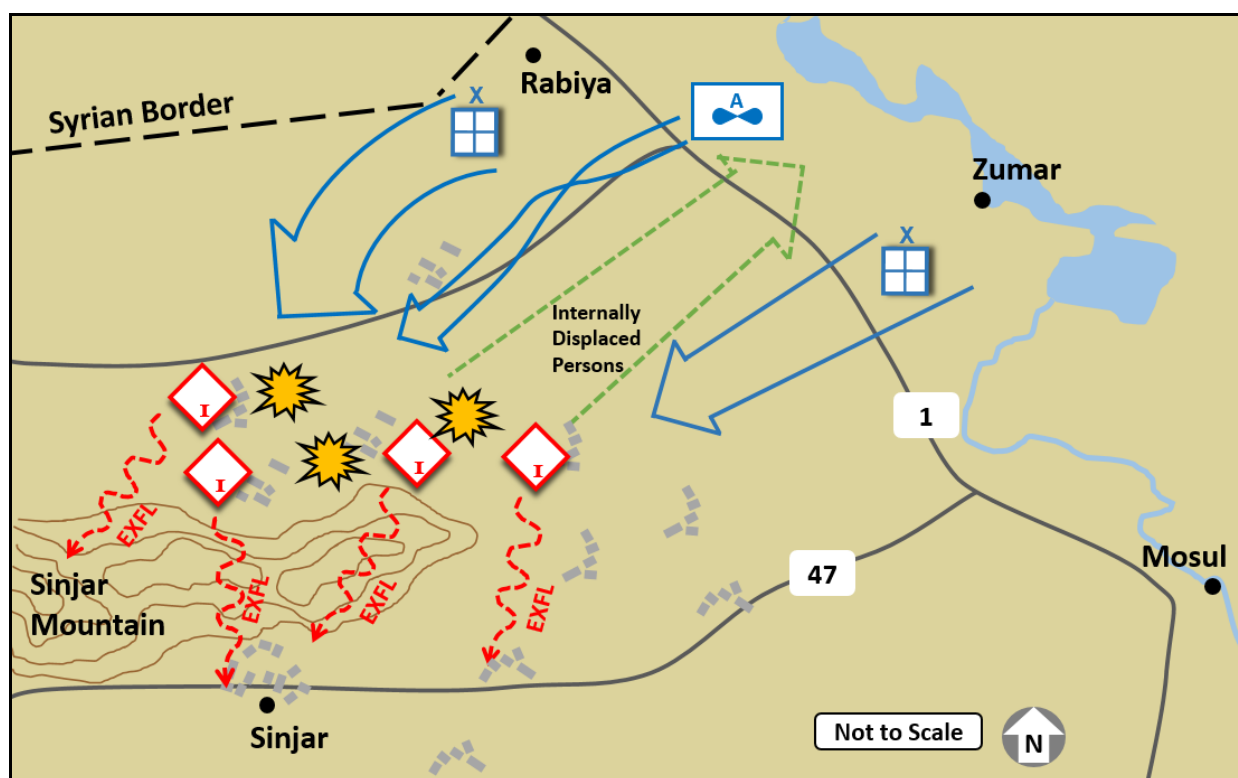 Syrian Border
Rabiya
X
A
Zumar
X
Internally
Displaced
Persons
1
I
I
I
I
EXFL
EXFL
EXFL
EXFL
47
Mosul
Sinjar
Mountain
Sinjar
Not to Scale
N